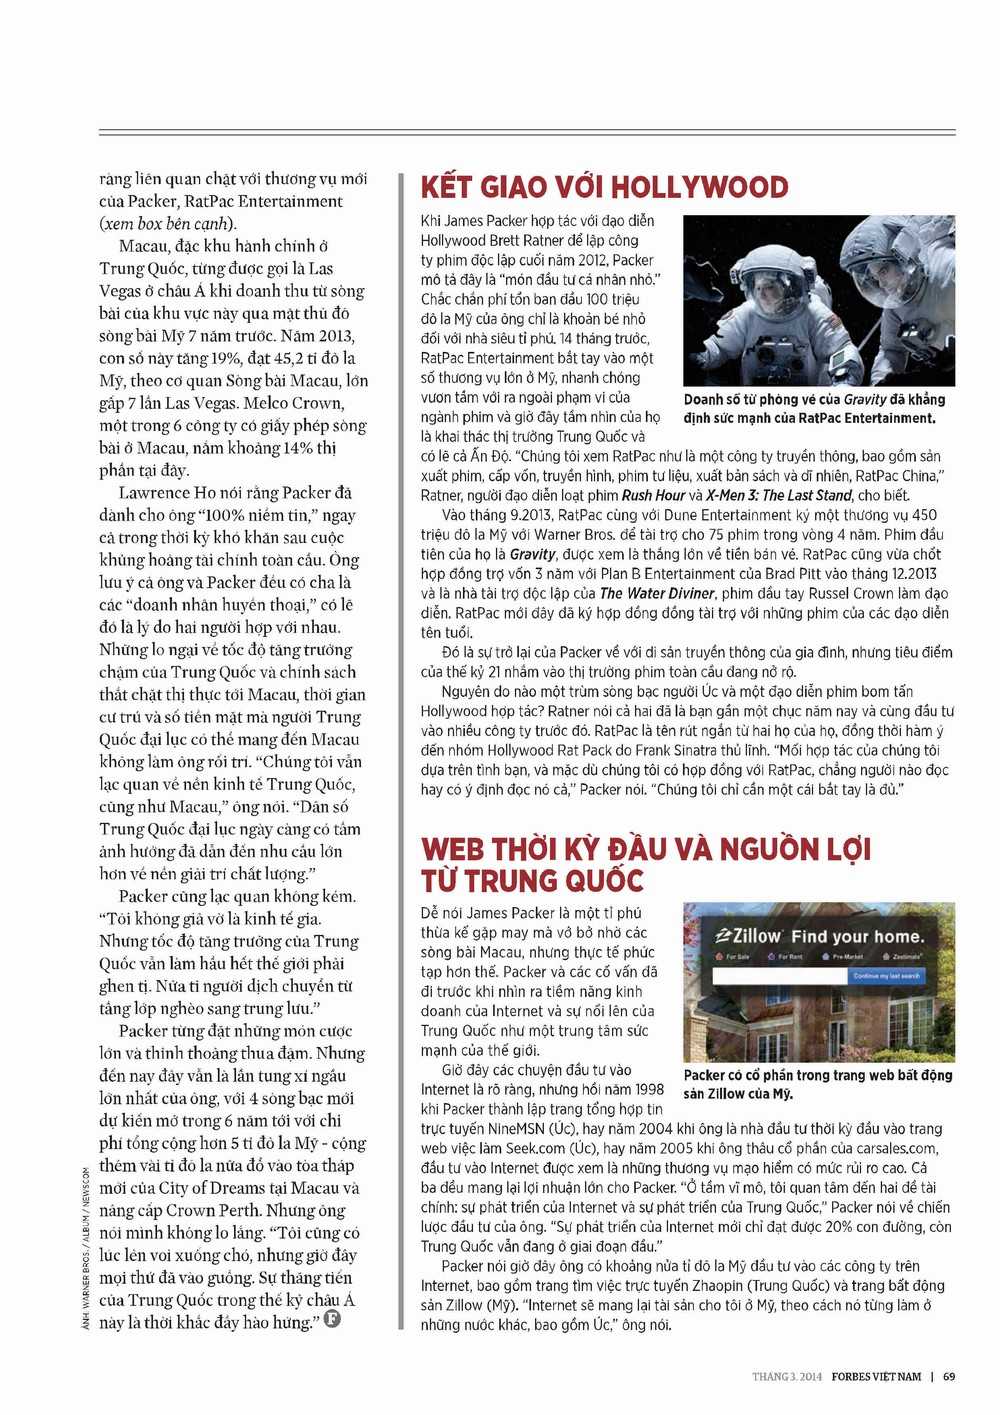 ràng liên quan chặt với thương vụ mới
của Packer, RatPac Entertainment
(xem box bên cạnh).
Macau, đặc khu hành chính ở
Trung Quốc, từng được gọi là Las
Vegas ở châu Á khi doanh thu từ sòng
bài của khu vực này qua mặt thủ đô
sòng bài Mỹ 7 năm trước. Năm 2013,
con số này tăng 19%, đạt 45,2 tỉ đô la
Mỹ, theo cơ quan Sòng bài Macau, lớn
gấp 7 lần Las Vegas. Melco Crown,
một trong 6 công ty có giấy phép sòng
bài ở Macau, nắm khoảng 14% thị
phần tại đây.
Lawrence Ho nói rằng Packer đã
dành cho ông “100% niềm tin,” ngay
cả trong thời kỳ khó khăn sau cuộc
khủng hoảng tài chính toàn cầu. Ông
lưu ý cả ông và Packer đều có cha là
các “doanh nhân huyền thoại,” có lẽ
đó là lý do hai người hợp với nhau.
Những lo ngại về tốc độ tăng trưởng
chậm của Trung Quốc và chính sách
thắt chặt thị thực tới Macau, thời gian
cư trú và số tiền mặt mà người Trung
Quốc đại lục có thể mang đến Macau
không làm ông rối trí. “Chúng tôi vẫn
lạc quan về nền kinh tế Trung Quốc,
cũng như Macau,” ông nói. “Dân số
Trung Quốc đại lục ngày càng có tầm
ảnh hưởng đã dẫn đến nhu cầu lớn
hơn về nền giải trí chất lượng.”
Packer cũng lạc quan không kém.
“Tôi không giả vờ là kinh tế gia.
Nhưng tốc độ tăng trưởng của Trung
Quốc vẫn làm hầu hết thế giới phải
ghen tị. Nửa tỉ người dịch chuyển từ
tầng lớp nghèo sang trung lưu.”
Packer từng đặt những món cược
lớn và thỉnh thoảng thua đậm. Nhưng
đến nay đây vẫn là lần tung xí ngầu
lớn nhất của ông, với 4 sòng bạc mới
dự kiến mở trong 6 năm tới với chi
phí tổng cộng hơn 5 tỉ đô la Mỹ - cộng
thêm vài tỉ đô la nữa đổ vào tòa tháp
mới của City of Dreams tại Macau và
nâng cấp Crown Perth. Nhưng ông
nói mình không lo lắng. “Tôi cũng có
lúc lên voi xuống chó, nhưng giờ đây
mọi thứ đã vào guồng. Sự thăng tiến
của Trung Quốc trong thế kỷ châu Á
này là thời khắc đầy hào hứng.” F
ẢNH: WARNER BROS. / ALBUM / NEWSCOM
KẾT GIAO VỚI HOLLYWOOD
Khi James Packer hợp tác với đạo diễn
Hollywood Brett Ratner để lập công
ty phim độc lập cuối năm 2012, Packer
mô tả đây là “món đầu tư cá nhân nhỏ.”
Chắc chắn phí tổn ban đầu 100 triệu
đô la Mỹ của ông chỉ là khoản bé nhỏ
đối với nhà siêu tỉ phú. 14 tháng trước,
RatPac Entertainment bắt tay vào một
số thương vụ lớn ở Mỹ, nhanh chóng
vươn tầm với ra ngoài phạm vi của
ngành phim và giờ đây tầm nhìn của họ
là khai thác thị trường Trung Quốc và
có lẽ cả Ấn Độ. “Chúng tôi xem RatPac như là một công ty truyền thông, bao gồm sản
xuất phim, cấp vốn, truyền hình, phim tư liệu, xuất bản sách và dĩ nhiên, RatPac China,”
Ratner, người đạo diễn loạt phim Rush Hour và X-Men 3: The Last Stand, cho biết.
Vào tháng 9.2013, RatPac cùng với Dune Entertainment ký một thương vụ 450
triệu đô la Mỹ với Warner Bros. để tài trợ cho 75 phim trong vòng 4 năm. Phim đầu
tiên của họ là Gravity, được xem là thắng lớn về tiền bán vé. RatPac cũng vừa chốt
hợp đồng trợ vốn 3 năm với Plan B Entertainment của Brad Pitt vào tháng 12.2013
và là nhà tài trợ độc lập của The Water Diviner, phim đầu tay Russel Crown làm đạo
diễn. RatPac mới đây đã ký hợp đồng đồng tài trợ với những phim của các đạo diễn
tên tuổi.
Đó là sự trở lại của Packer về với di sản truyền thông của gia đình, nhưng tiêu điểm
của thế kỷ 21 nhắm vào thị trường phim toàn cầu đang nở rộ.
Nguyên do nào một trùm sòng bạc người Úc và một đạo diễn phim bom tấn
Hollywood hợp tác? Ratner nói cả hai đã là bạn gần một chục năm nay và cùng đầu tư
vào nhiều công ty trước đó. RatPac là tên rút ngắn từ hai họ của họ, đồng thời hàm ý
đến nhóm Hollywood Rat Pack do Frank Sinatra thủ lĩnh. “Mối hợp tác của chúng tôi
dựa trên tình bạn, và mặc dù chúng tôi có hợp đồng với RatPac, chẳng người nào đọc
hay có ý định đọc nó cả,” Packer nói. “Chúng tôi chỉ cần một cái bắt tay là đủ.”
Doanh số từ phòng vé của Gravity đã khẳng
định sức mạnh của RatPac Entertainment.
WEB THỜI KỲ ĐẦU VÀ NGUỒN LỢI
TỪ TRUNG QUỐC
Dễ nói James Packer là một tỉ phú
thừa kế gặp may mà vớ bở nhờ các
sòng bài Macau, nhưng thực tế phức
tạp hơn thế. Packer và các cố vấn đã
đi trước khi nhìn ra tiềm năng kinh
doanh của Internet và sự nổi lên của
Trung Quốc như một trung tâm sức
mạnh của thế giới.
Giờ đây các chuyện đầu tư vào
Internet là rõ ràng, nhưng hồi năm 1998
khi Packer thành lập trang tổng hợp tin
trực tuyến NineMSN (Úc), hay năm 2004 khi ông là nhà đầu tư thời kỳ đầu vào trang
web việc làm Seek.com (Úc), hay năm 2005 khi ông thâu cổ phần của carsales.com,
đầu tư vào Internet được xem là những thương vụ mạo hiểm có mức rủi ro cao. Cả
ba đều mang lại lợi nhuận lớn cho Packer. “Ở tầm vĩ mô, tôi quan tâm đến hai đề tài
chính: sự phát triển của Internet và sự phát triển của Trung Quốc,” Packer nói về chiến
lược đầu tư của ông. “Sự phát triển của Internet mới chỉ đạt được 20% con đường, còn
Trung Quốc vẫn đang ở giai đoạn đầu.”
Packer nói giờ đây ông có khoảng nửa tỉ đô la Mỹ đầu tư vào các công ty trên
Internet, bao gồm trang tìm việc trực tuyến Zhaopin (Trung Quốc) và trang bất động
sản Zillow (Mỹ). “Internet sẽ mang lại tài sản cho tôi ở Mỹ, theo cách nó từng làm ở
những nước khác, bao gồm Úc,” ông nói.
Zillow Find your home.
For Sale For Rent Pre-Market Zestimate
Continue my last search
Packer có cổ phần trong trang web bất động
sản Zillow của Mỹ.
THÁNG 3. 2014 FORBES VIỆT NAM | 69